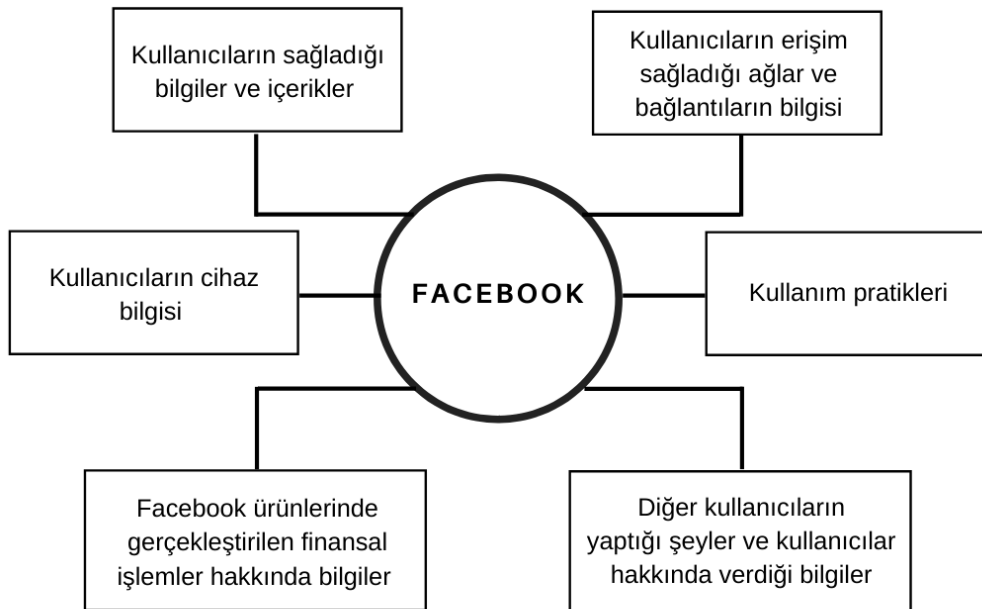 Kullanıcıların sağladığı
bilgiler ve içerikler
Kullanıcıların erişim
sağladığı ağlar ve
bağlantıların bilgisi
Kullanıcıların cihaz
bilgisi
FACEBOOK
Kullanım pratikleri
Facebook ürünlerinde
gerçekleştirilen finansal
işlemler hakkında bilgiler
Diğer kullanıcıların
yaptığı şeyler ve kullanıcılar
hakkında verdiği bilgiler